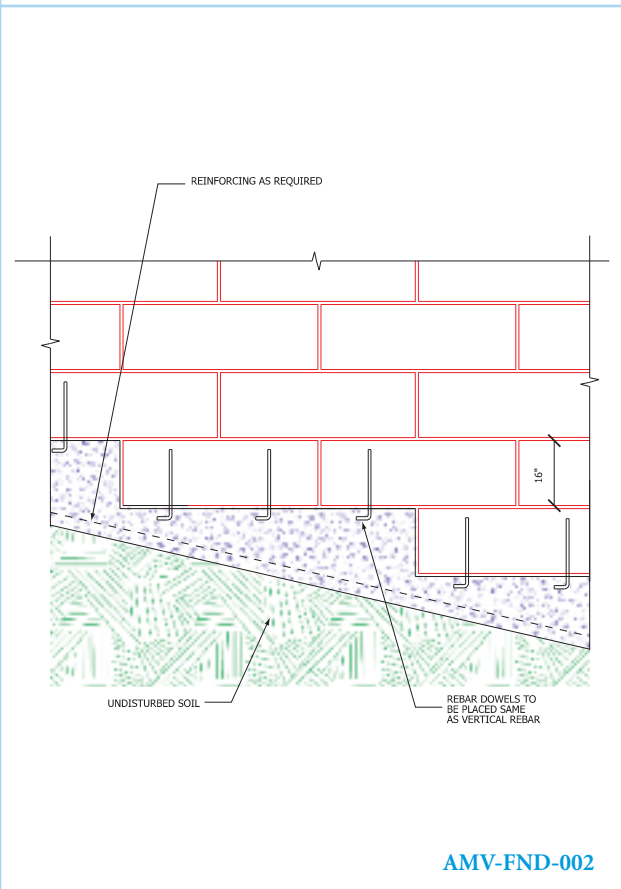 REINFORCING AS REQUIRED
16"
UNDISTURBED SOIL
REBAR DOWELS TO
BE PLACED SAME
AS VERTICAL REBAR
AMV-FND-002